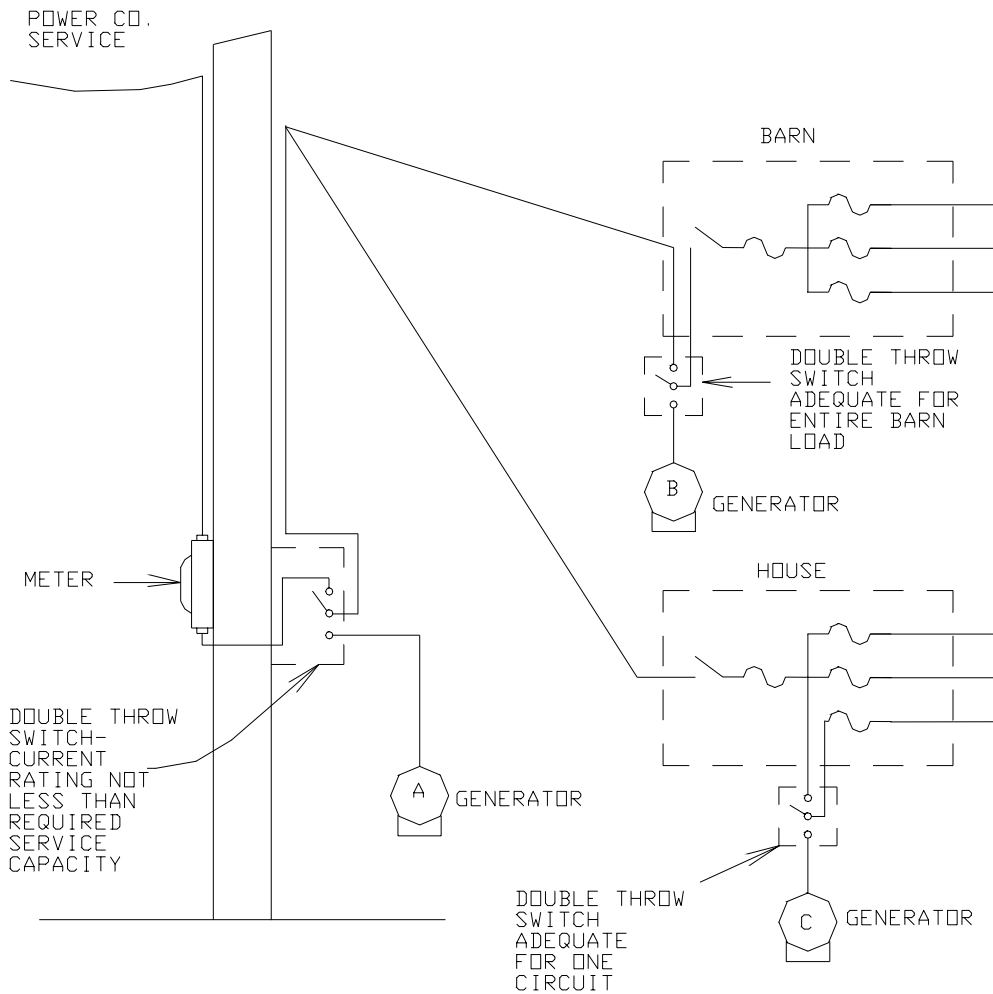 POWER CO.
SERVICE
BARN
DOUBLE THROW
SWITCH
ADEQUATE FOR
ENTIRE BARN
LOAD
B
GENERATOR
METER
HOUSE
DOUBLE THROW
SWITCH-
CURRENT
RATING NOT
LESS THAN
REQUIRED
SERVICE
CAPACITY
A
GENERATOR
DOUBLE THROW
SWITCH
ADEQUATE
FOR ONE
CIRCUIT
C
GENERATOR